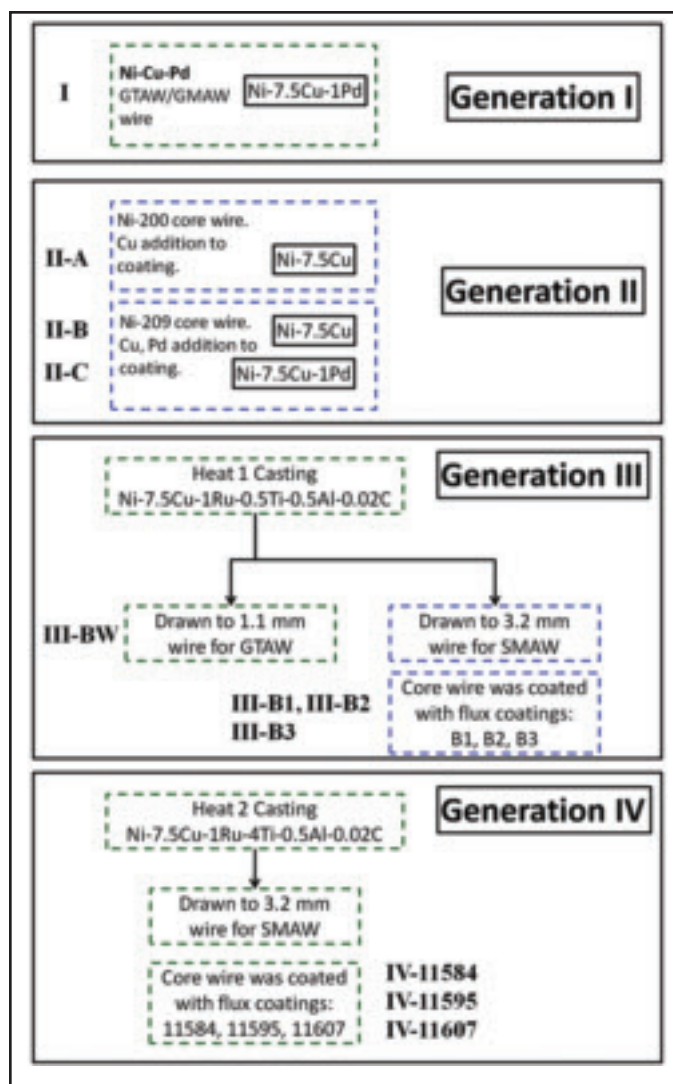 Generation I
I
Ni-Cu-Pd
GTAW/GMAW
wire
Ni-7.5Cu-1Pd
Generation II
II-A
Ni-200 core wire.
Cu addition to
coating.
Ni-7.5Cu
II-B
II-C
Ni-209 core wire.
Cu, Pd addition to
coating.
Ni-7.5Cu
Ni-7.5Cu-1Pd
Generation III
Heat 1 Casting
Ni-7.5Cu-1Ru-0.5Ti-0.5Al-0.02C
III-BW
Drawn to 1.1 mm
wire for GTAW
Drawn to 3.2 mm
wire for SMAW
III-B1, III-B2
III-B3
Core wire was coated
with flux coatings:
B1, B2, B3
Generation IV
Heat 2 Casting
Ni-7.5Cu-1Ru-4Ti-0.5Al-0.02C
Drawn to 3.2 mm
wire for SMAW
Core wire was coated
with flux coatings:
11584, 11595, 11607
IV-11584
IV-11595
IV-11607